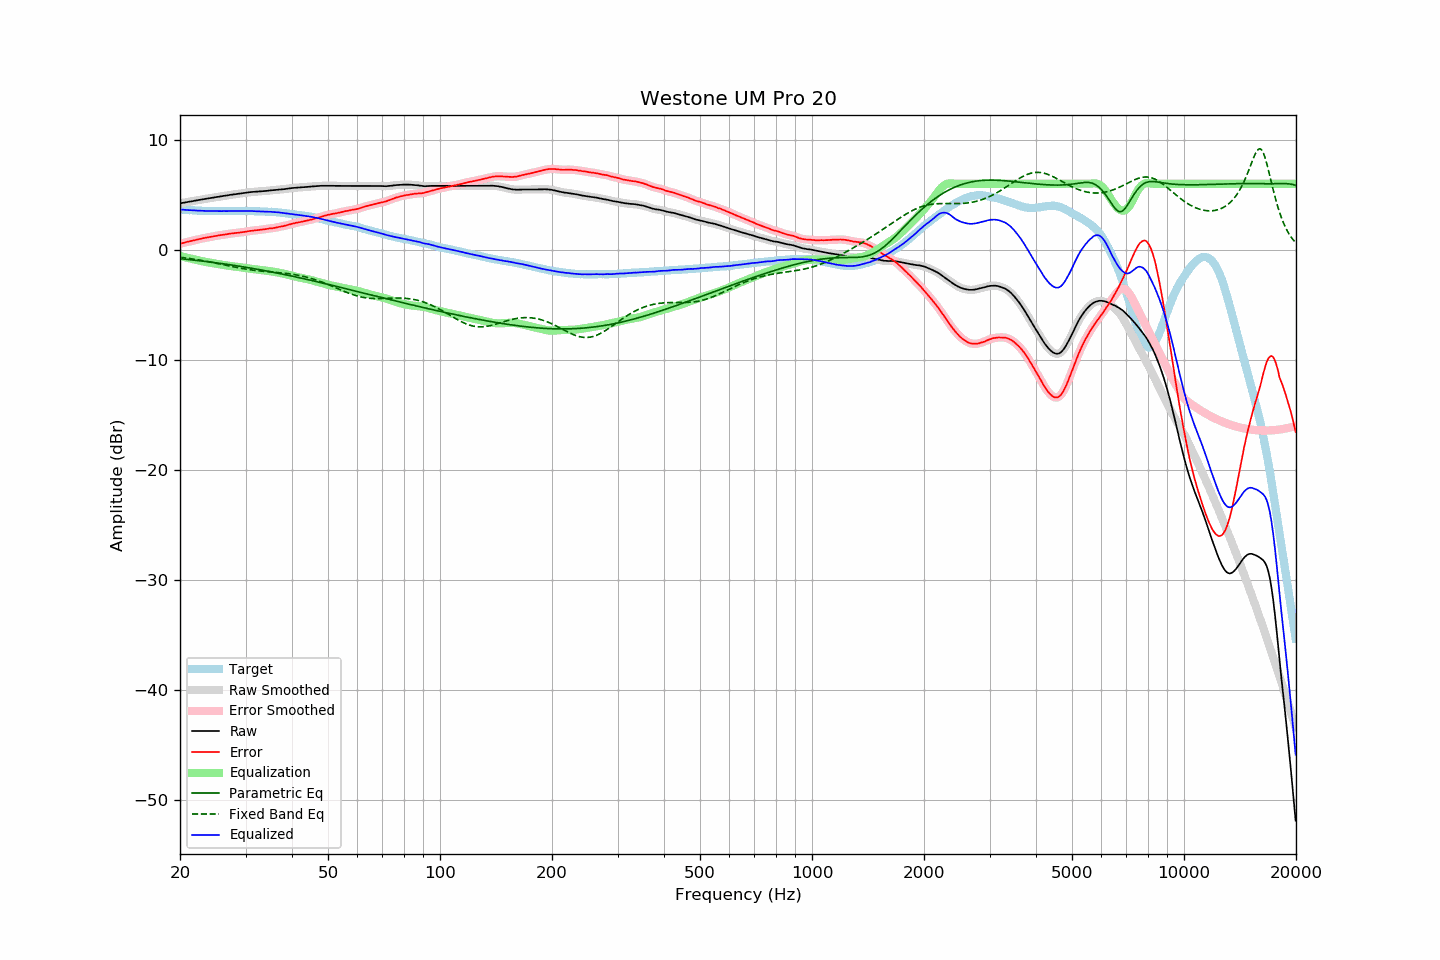 Westone UM Pro 20
10
0
−10
−20
−30
−40
−50
Amplitude (dBr)
Target
Raw Smoothed
Error Smoothed
Raw
Error
Equalization
Parametric Eq
Fixed Band Eq
Equalized
20 50 100 200 500 1000 2000 5000 10000 20000
Frequency (Hz)